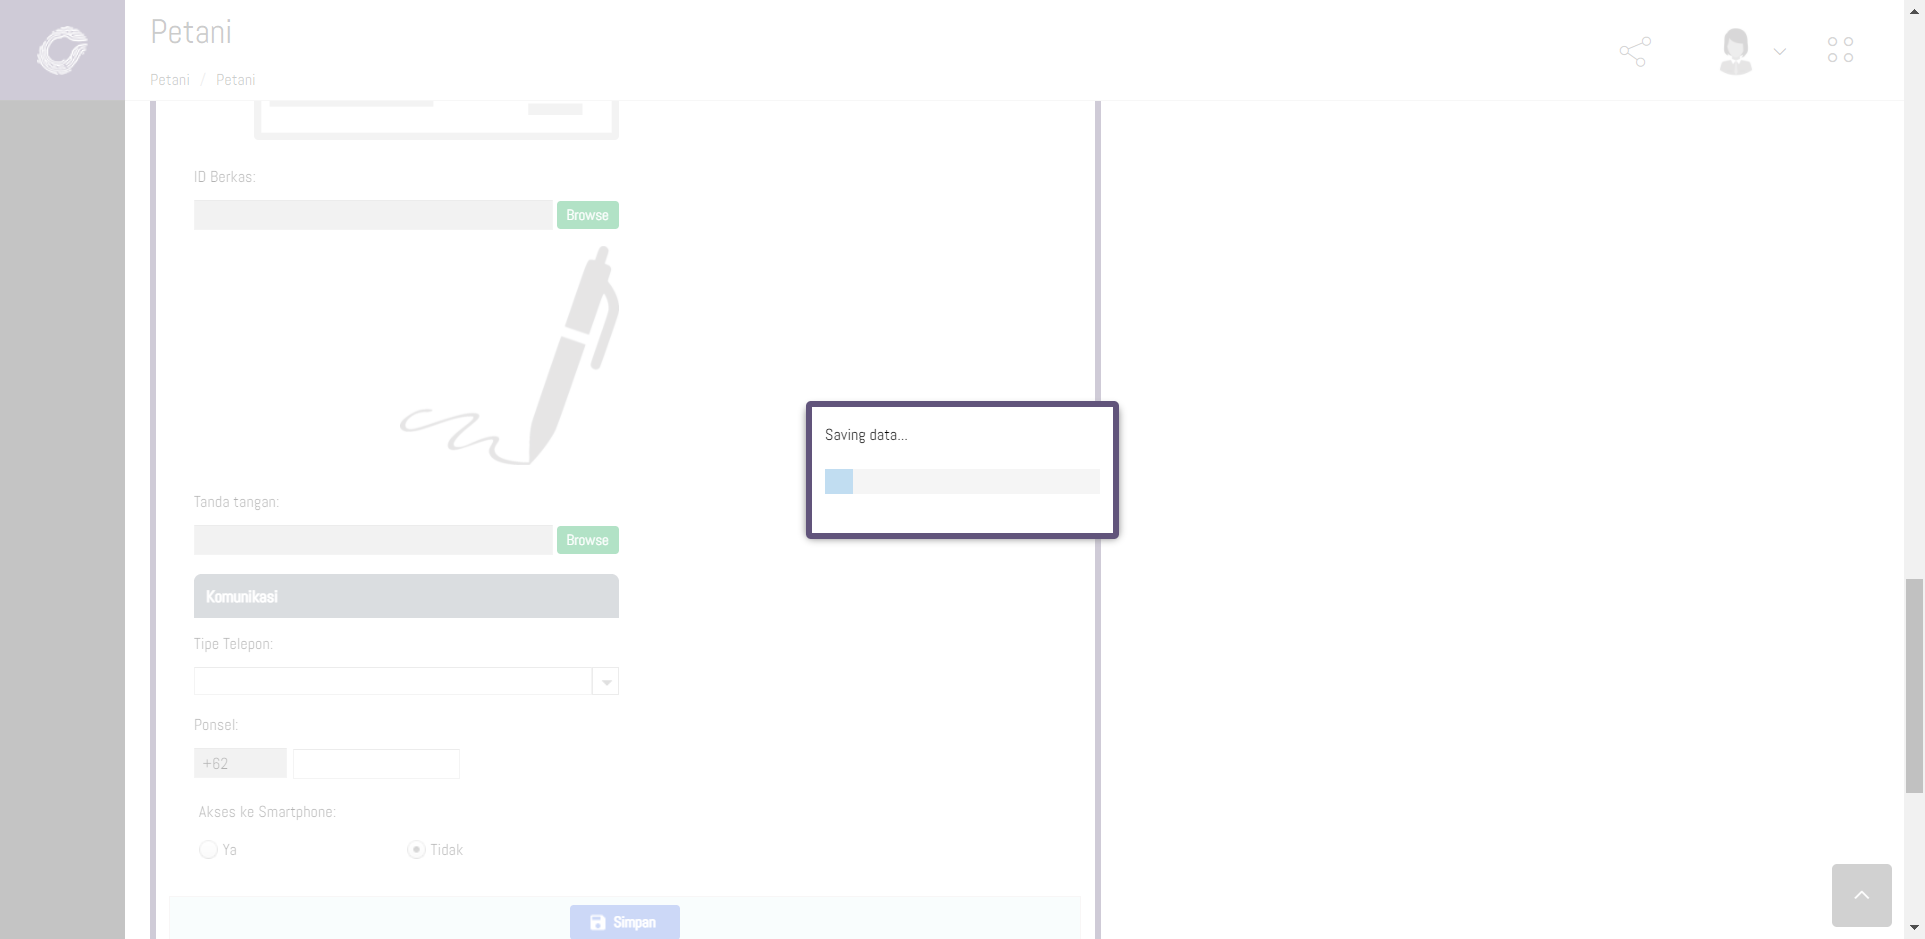 Petani
Petani / Petani
ID Berkas:
Browse
Saving data...
Tanda tangan:
Browse
Komunikasi
Tipe Telepon:
Ponsel:
+62
Akses ke Smartphone:
Ya Tidak
Simpan